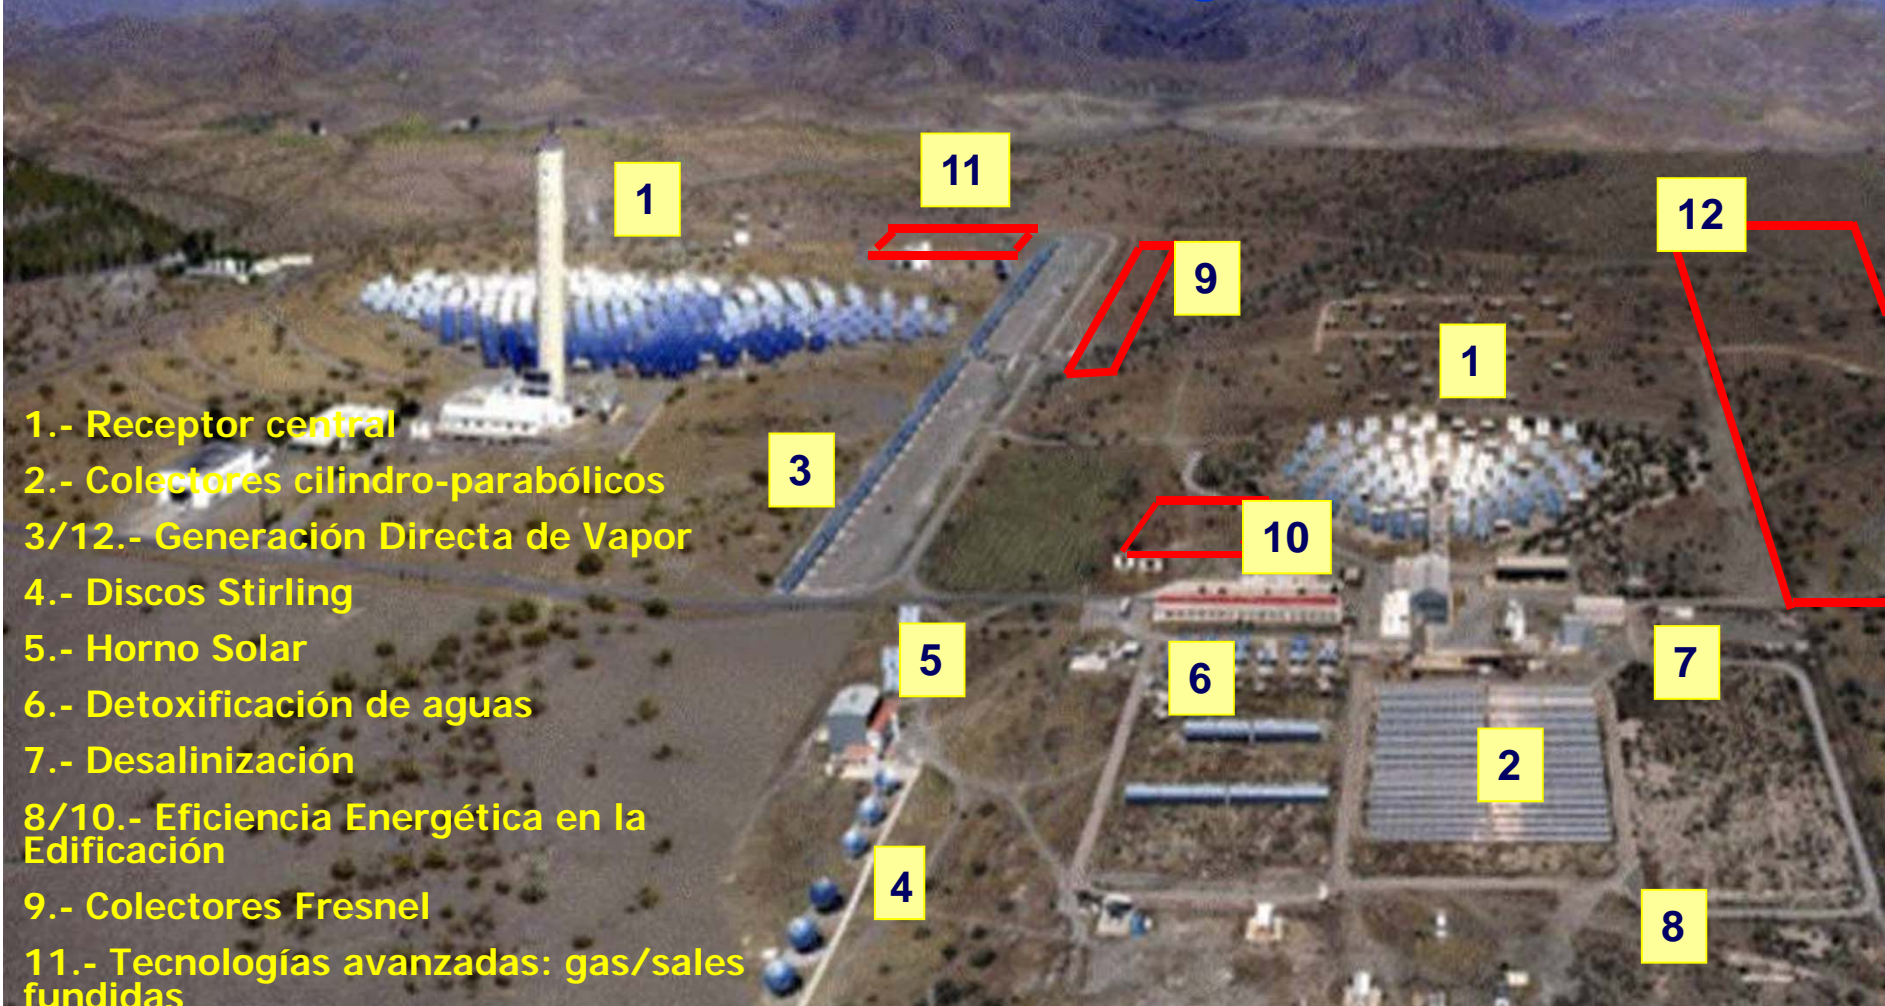 11
1
12
9
1
1.- Receptor central
3
2.- Colectores cilindro-parabólicos
10
3/12.- Generación Directa de Vapor
4.- Discos Stirling
5.- Horno Solar
5
7
6
6.- Detoxificación de aguas
7.- Desalinización
2
8/10.- Eficiencia Energética en la
Edificación
4
9.- Colectores Fresnel
8
11.- Tecnologías avanzadas: gas/sales
fundidas